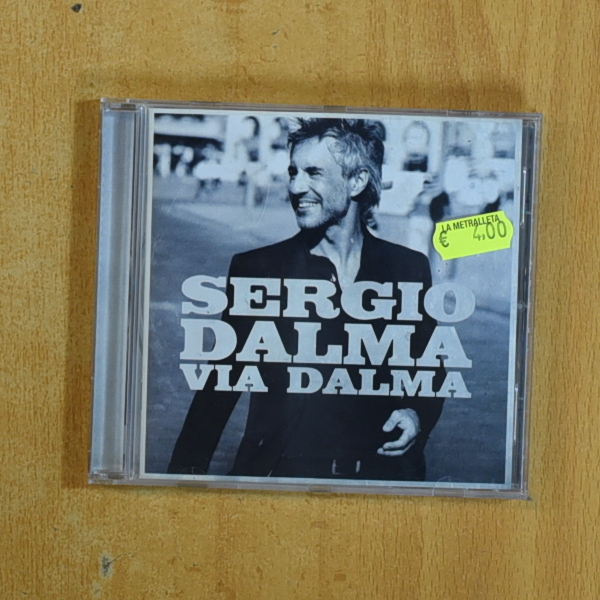 LA METRALLETA
€ 4,00
SERGIO
DALMA
VIA DALMA